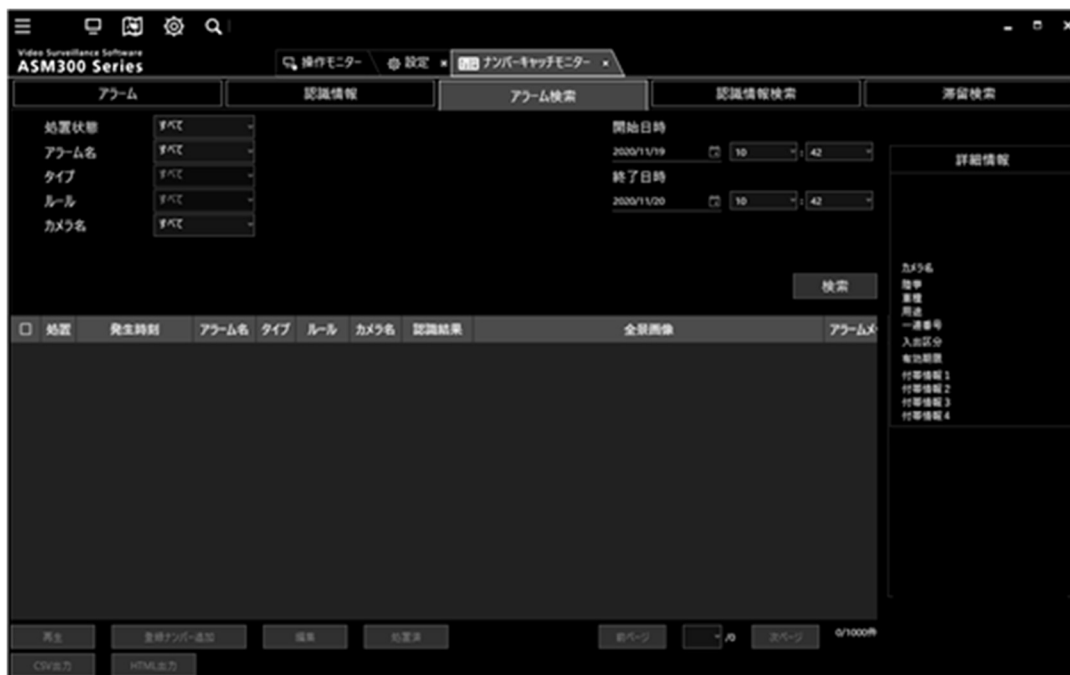 Video Surveillance Software
ASM300 Series
操作モニター 設定 × ナンバーキャッチモニター ×
アラーム 認識情報 アラーム検索 認識情報検索 滞留検索
処置状態 すべて
アラーム名 すべて
タイプ すべて
ルール すべて
カメラ名 すべて
開始日時
2020/11/19 10 : 42
終了日時
2020/11/20 10 : 42
検索
詳細情報
カメラ名
陸事
車種
用途
一連番号
入出区分
有効期限
付帯情報1
付帯情報2
付帯情報3
付帯情報4
処置 発生時刻 アラーム名 タイプ ルール カメラ名 認識結果 全景画像 アラームメ
再生 登録ナンバー追加 編集 処置済 前ページ /0 次ページ 0/1000件
CSV出力 HTML出力